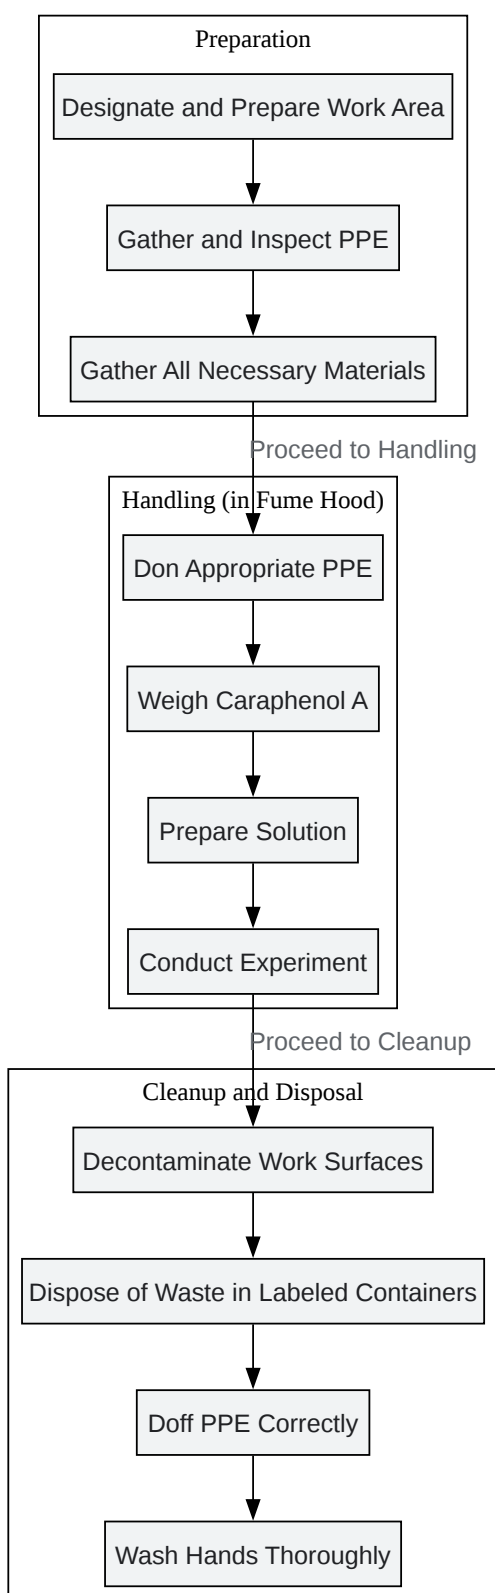 Preparation
Designate and Prepare Work Area
Gather and Inspect PPE
Gather All Necessary Materials
Proceed to Handling
Handling (in Fume Hood)
Don Appropriate PPE
Weigh Caraphenol A
Prepare Solution
Conduct Experiment
Proceed to Cleanup
Cleanup and Disposal
Decontaminate Work Surfaces
Dispose of Waste in Labeled Containers
Doff PPE Correctly
Wash Hands Thoroughly